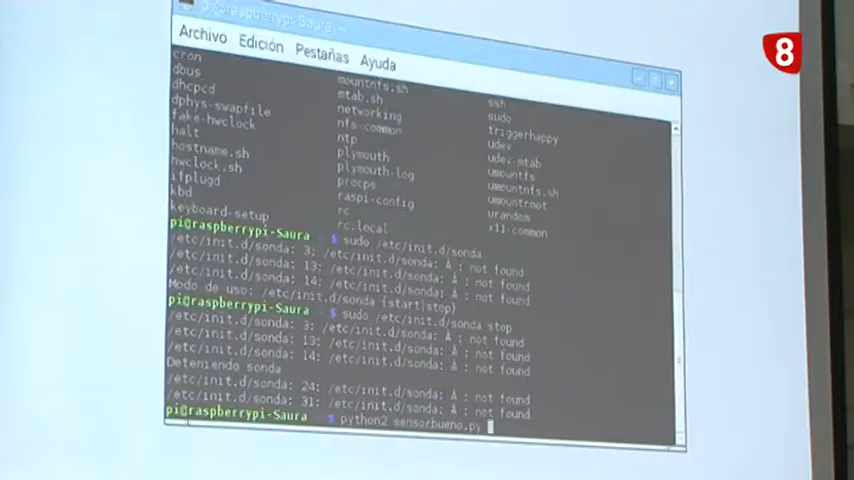 pi@raspberrypi-Saura: ~
Archivo Edición Pestañas Ayuda
8
cron mountnfs.sh ssh
dbus mtab.sh sudo
dhcpcd networking triggerhappy
dphys-swapfile nfs-common udev
fake-hwclock ntp udev-mtab
halt plymouth umountfs
hostname.sh plymouth-log umountnfs.sh
hwclock.sh procps umountroot
ifplugd raspi-config urandom
kbd rc x11-common
keyboard-setup rc.local
pi@raspberrypi-Saura ~ $ sudo /etc/init.d/sonda
/etc/init.d/sonda: 3: /etc/init.d/sonda: Â : not found
/etc/init.d/sonda: 13: /etc/init.d/sonda: Â : not found
/etc/init.d/sonda: 14: /etc/init.d/sonda: Â : not found
Modo de uso: /etc/init.d/sonda {start|stop}
pi@raspberrypi-Saura ~ $ sudo /etc/init.d/sonda stop
/etc/init.d/sonda: 3: /etc/init.d/sonda: Â : not found
/etc/init.d/sonda: 13: /etc/init.d/sonda: Â : not found
/etc/init.d/sonda: 14: /etc/init.d/sonda: Â : not found
Deteniendo sonda
/etc/init.d/sonda: 24: /etc/init.d/sonda: Â : not found
/etc/init.d/sonda: 31: /etc/init.d/sonda: Â : not found
pi@raspberrypi-Saura ~ $ python2 sensorbueno.py